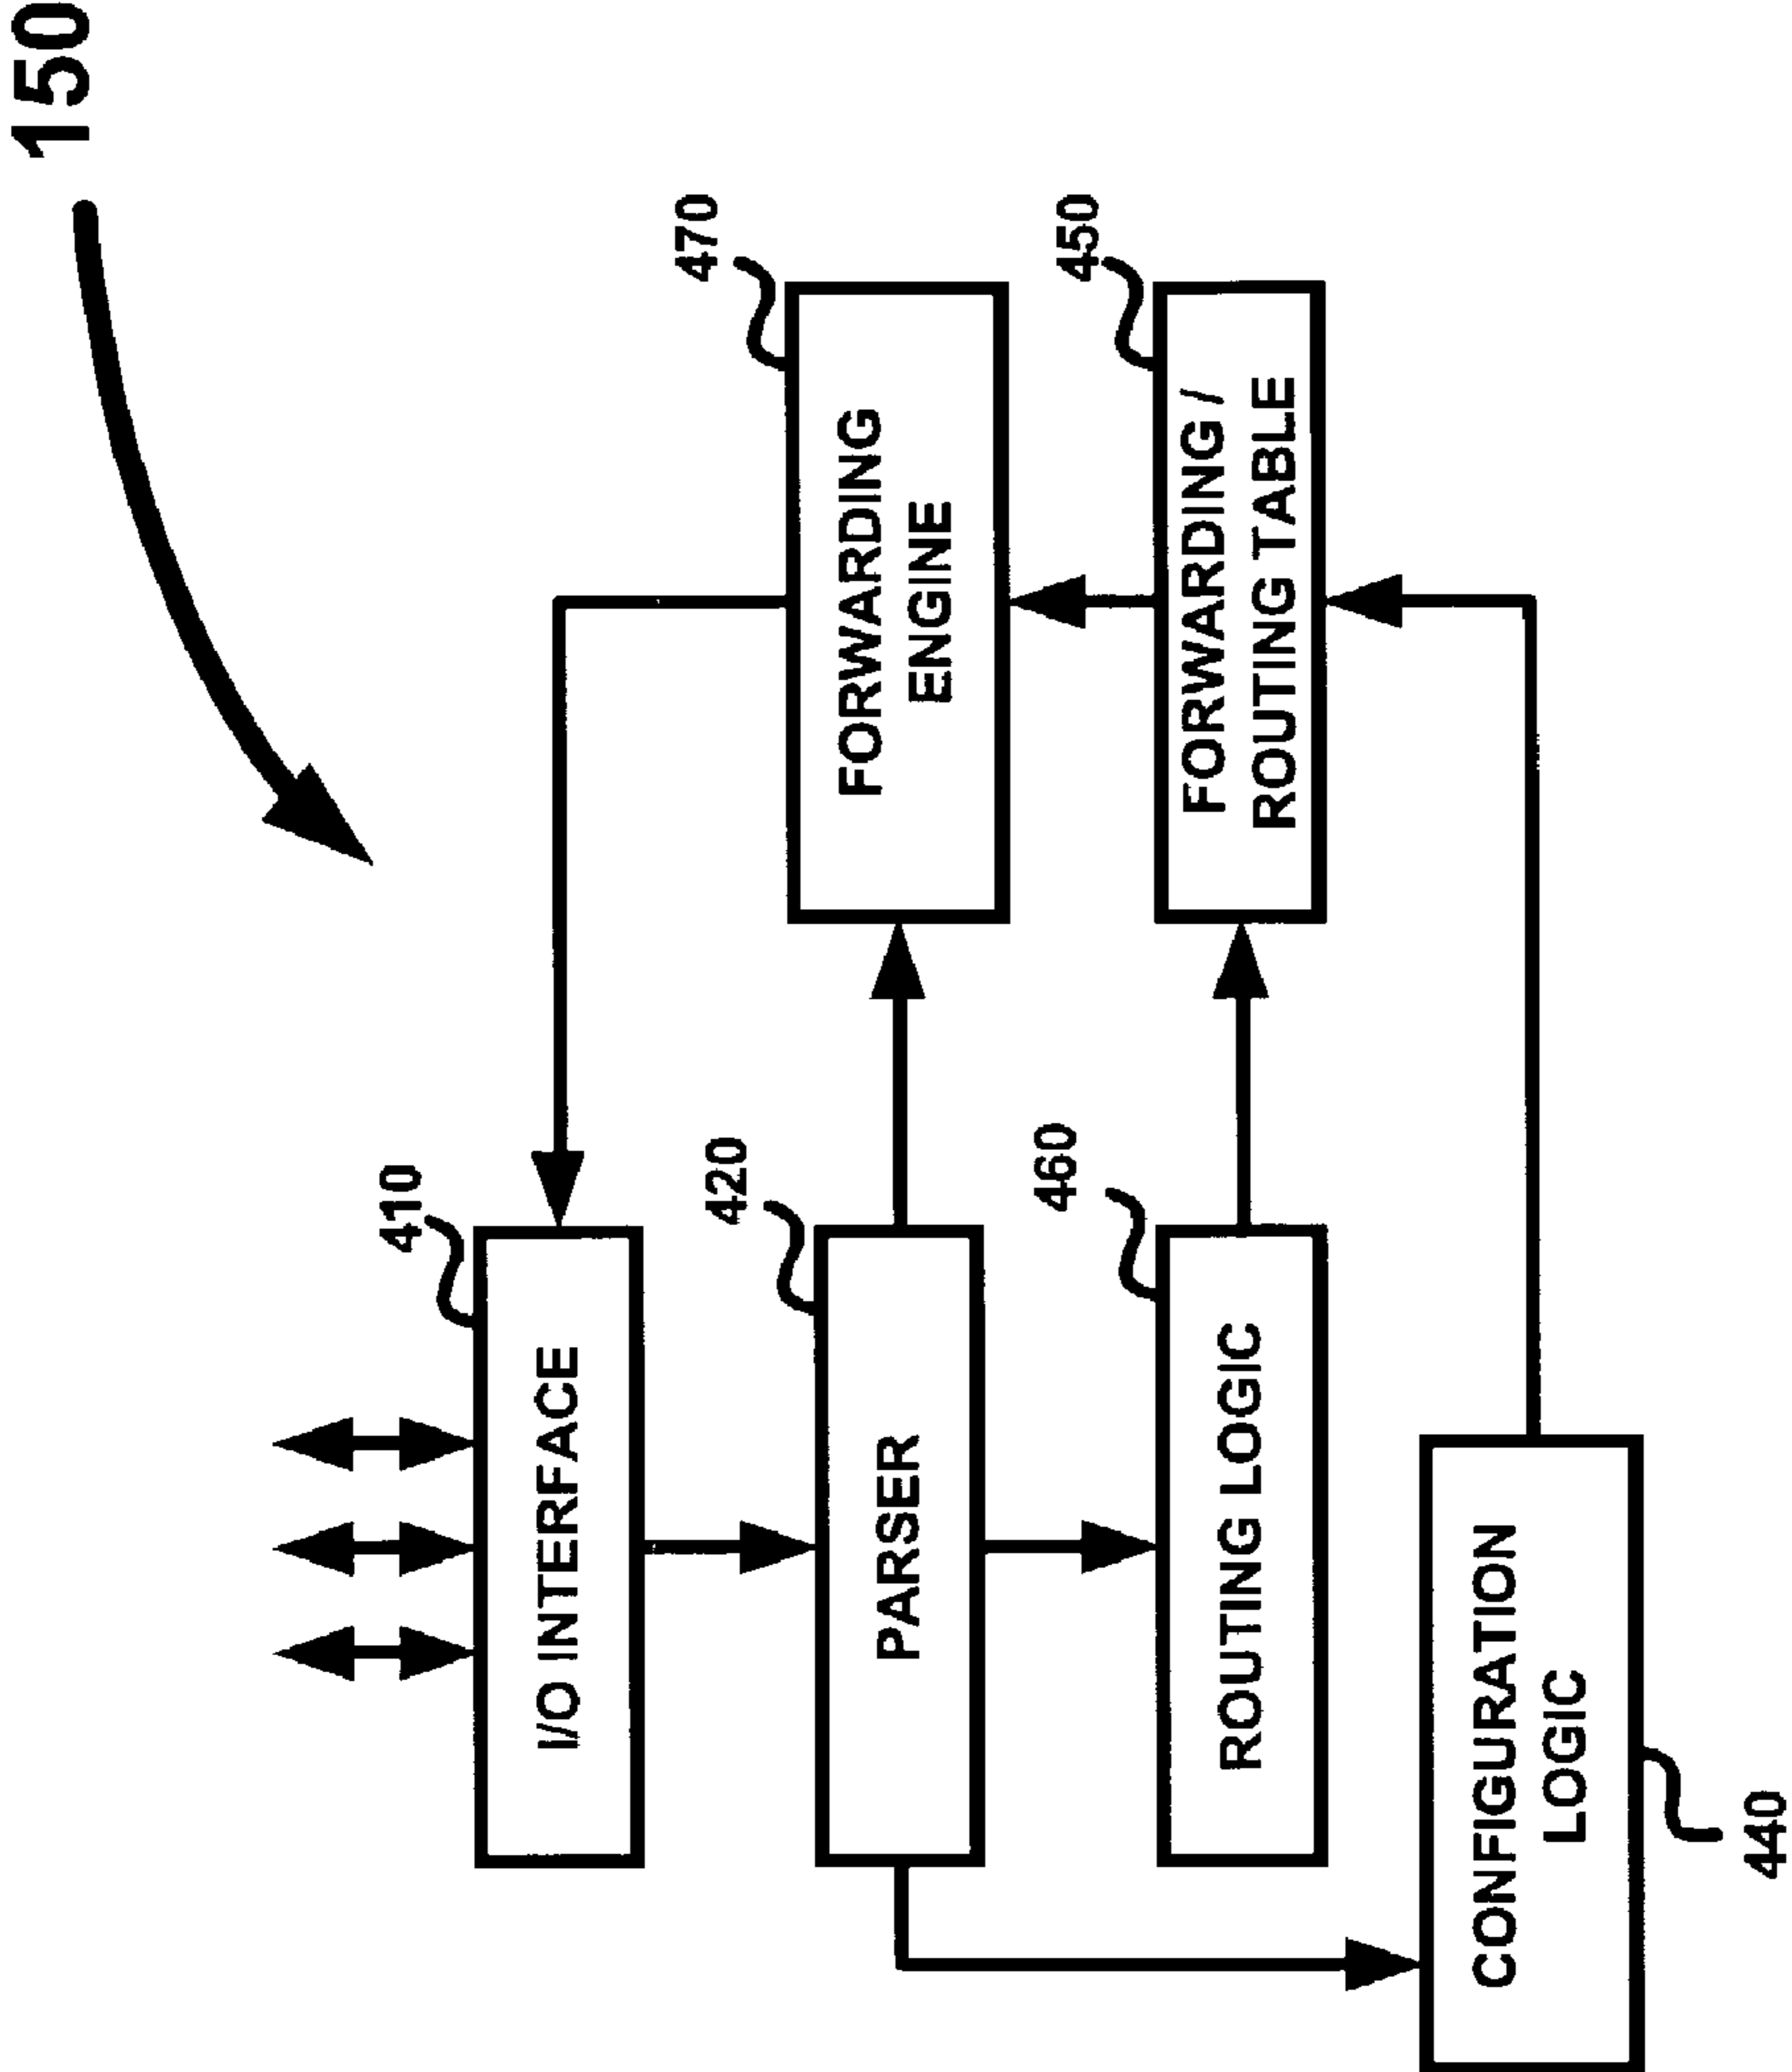 150
410
I/O INTERFACE
420
PARSER
470
FORWARDING
ENGINE
460
ROUTING LOGIC
450
FORWARDING /
ROUTING TABLE
CONFIGURATION
LOGIC
440